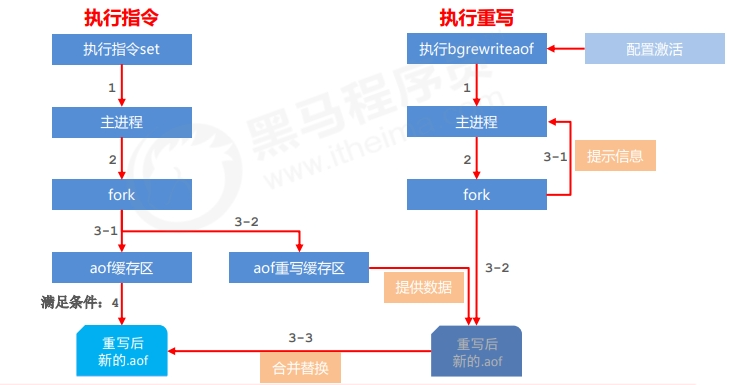 执行指令
执行重写
执行指令set
执行bgrewriteaof
配置激活
1
1
主进程
主进程
2
2
3-1
提示信息
fork
fork
3-1
3-2
aof缓存区
aof重写缓存区
3-2
提供数据
满足条件: 4
重写后
新的.aof
3-3
合并替换
重写后
新的.aof
黑马程序员
www.itheima.com